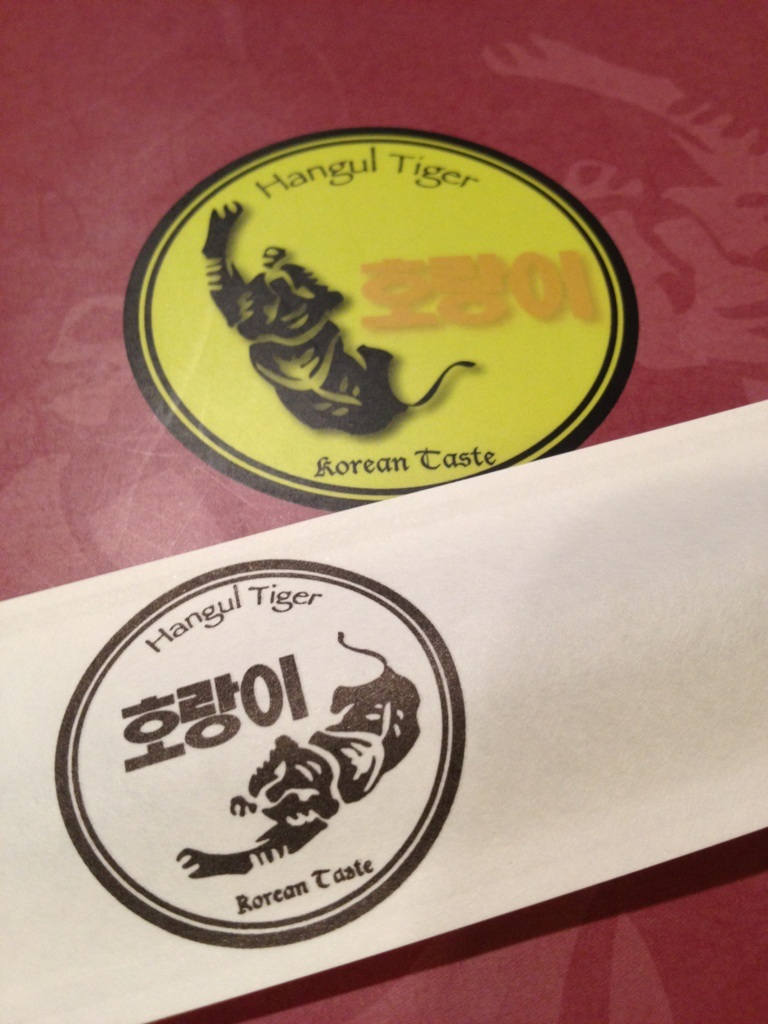 Hangul Tiger
호랑이
Korean Taste
Hangul Tiger
호랑이
Korean Taste